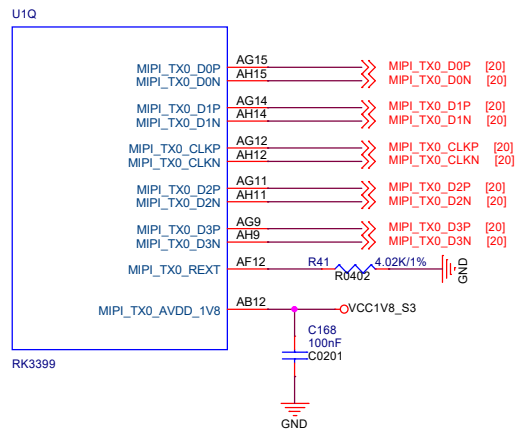 U1Q
MIPI_TX0_D0P AG15 MIPI_TX0_D0P [20]
MIPI_TX0_D0N AH15 MIPI_TX0_D0N [20]
MIPI_TX0_D1P AG14 MIPI_TX0_D1P [20]
MIPI_TX0_D1N AH14 MIPI_TX0_D1N [20]
MIPI_TX0_CLKP AG12 MIPI_TX0_CLKP [20]
MIPI_TX0_CLKN AH12 MIPI_TX0_CLKN [20]
MIPI_TX0_D2P AG11 MIPI_TX0_D2P [20]
MIPI_TX0_D2N AH11 MIPI_TX0_D2N [20]
MIPI_TX0_D3P AG9 MIPI_TX0_D3P [20]
MIPI_TX0_D3N AH9 MIPI_TX0_D3N [20]
MIPI_TX0_REXT AF12 R41 4.02K/1% GND
R0402
MIPI_TX0_AVDD_1V8 AB12 VCC1V8_S3
C168
100nF
C0201
RK3399
GND